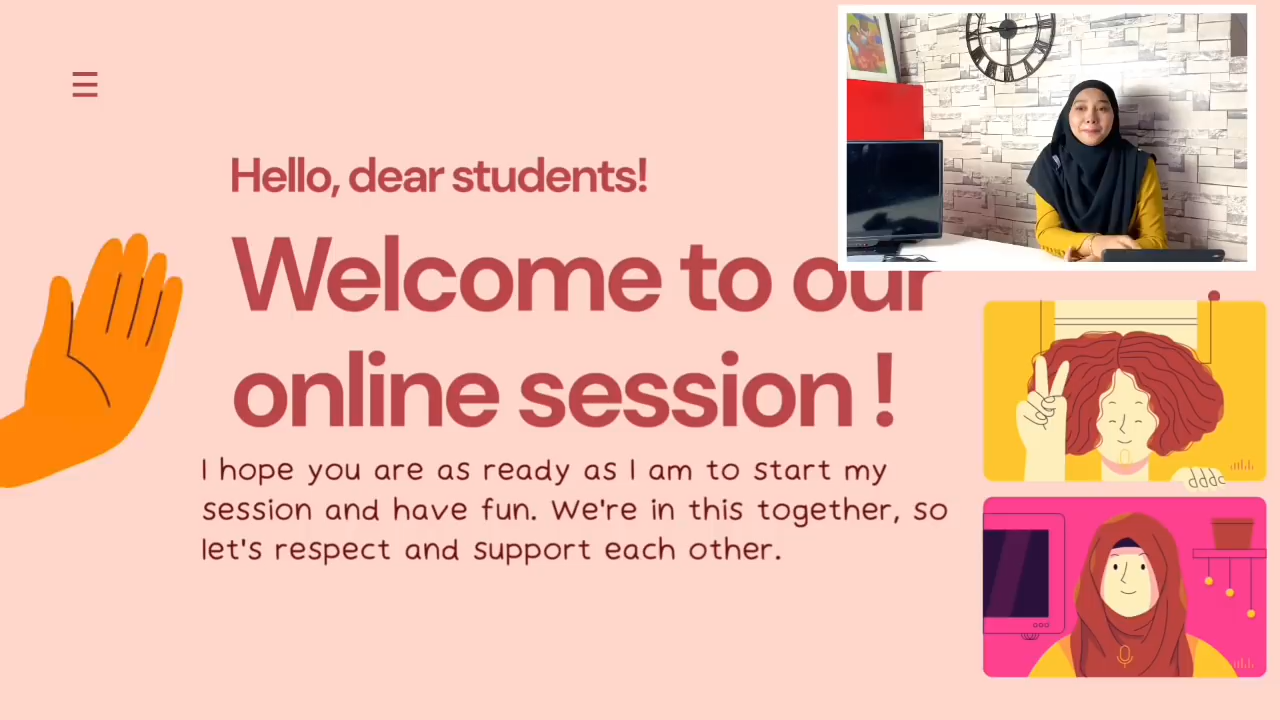 Hello, dear students!
Welcome to our
online session !
I hope you are as ready as I am to start my
session and have fun. We're in this together, so
let's respect and support each other.